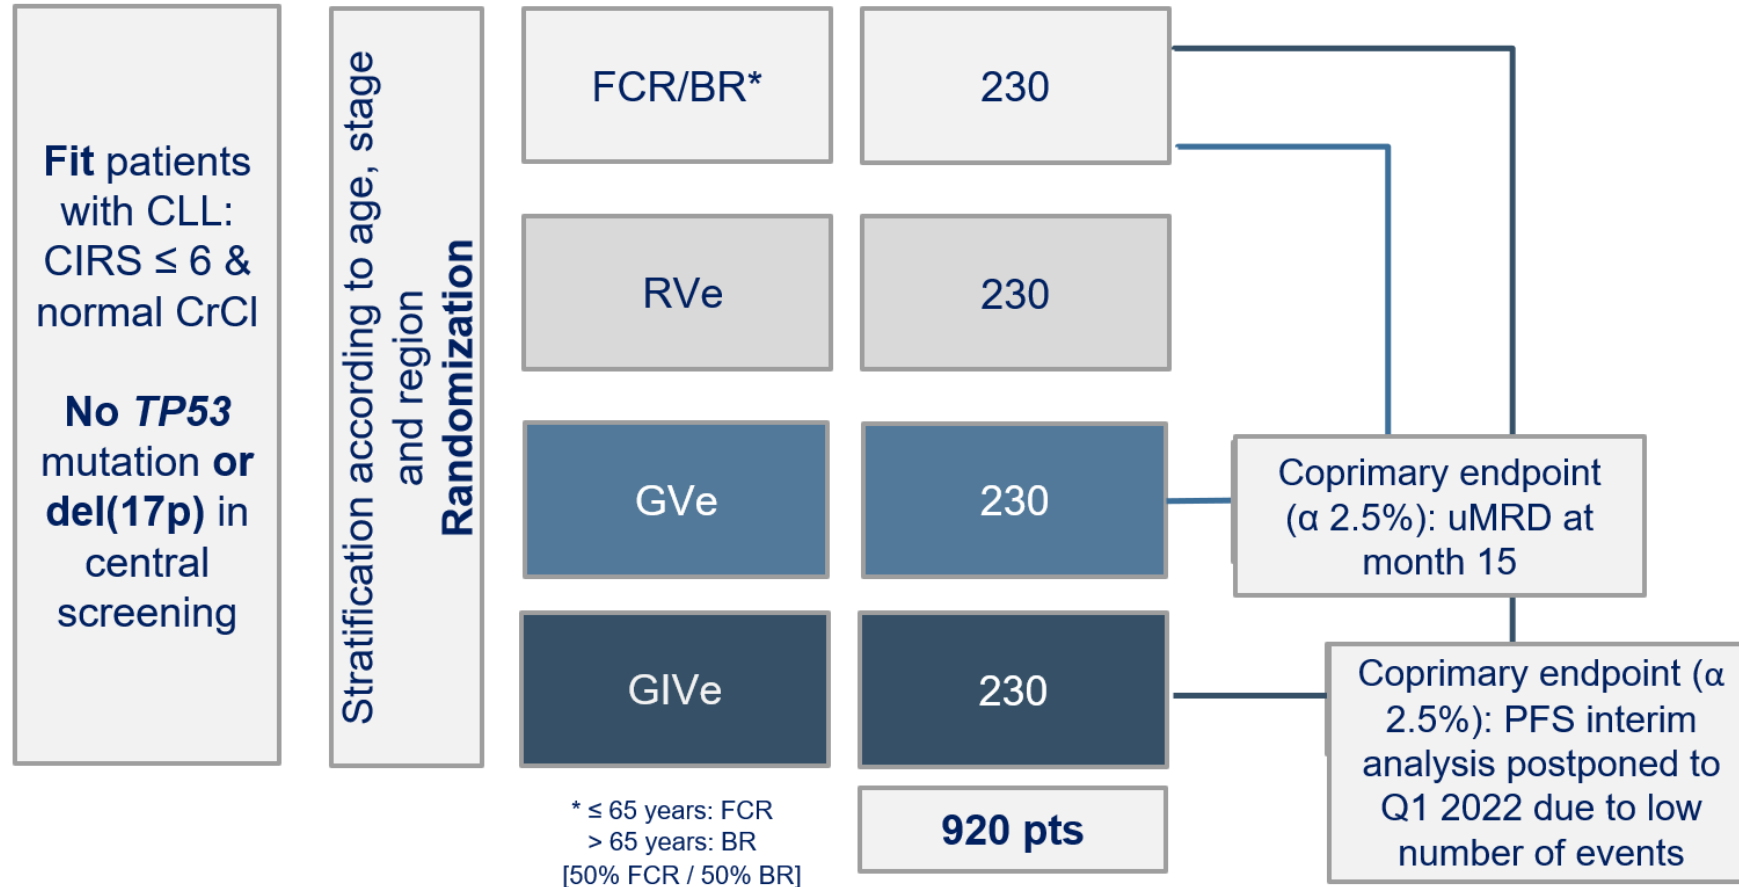 Fit patients
with CLL:
CIRS ≤ 6 &
normal CrCl
No TP53
mutation or
del(17p) in
central
screening
Stratification according to age, stage
and region
Randomization
FCR/BR*
230
RVe
230
GVe
230
GIVe
230
* ≤ 65 years: FCR
> 65 years: BR
[50% FCR / 50% BR]
920 pts
Coprimary endpoint
(α 2.5%): uMRD at
month 15
Coprimary endpoint (α
2.5%): PFS interim
analysis postponed to
Q1 2022 due to low
number of events